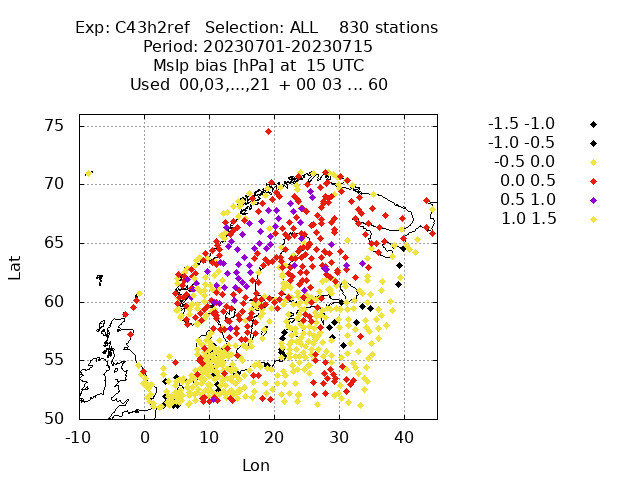 Exp: C43h2ref   Selection: ALL    830 stations
Period: 20230701-20230715
Mslp bias [hPa] at  15 UTC
Used  00,03,...,21  + 00 03 ... 60
75
70
65
60
55
50
-10 0 10 20 30 40
Lat
Lon
-1.5 -1.0
-1.0 -0.5
-0.5 0.0
0.0 0.5
0.5 1.0
1.0 1.5